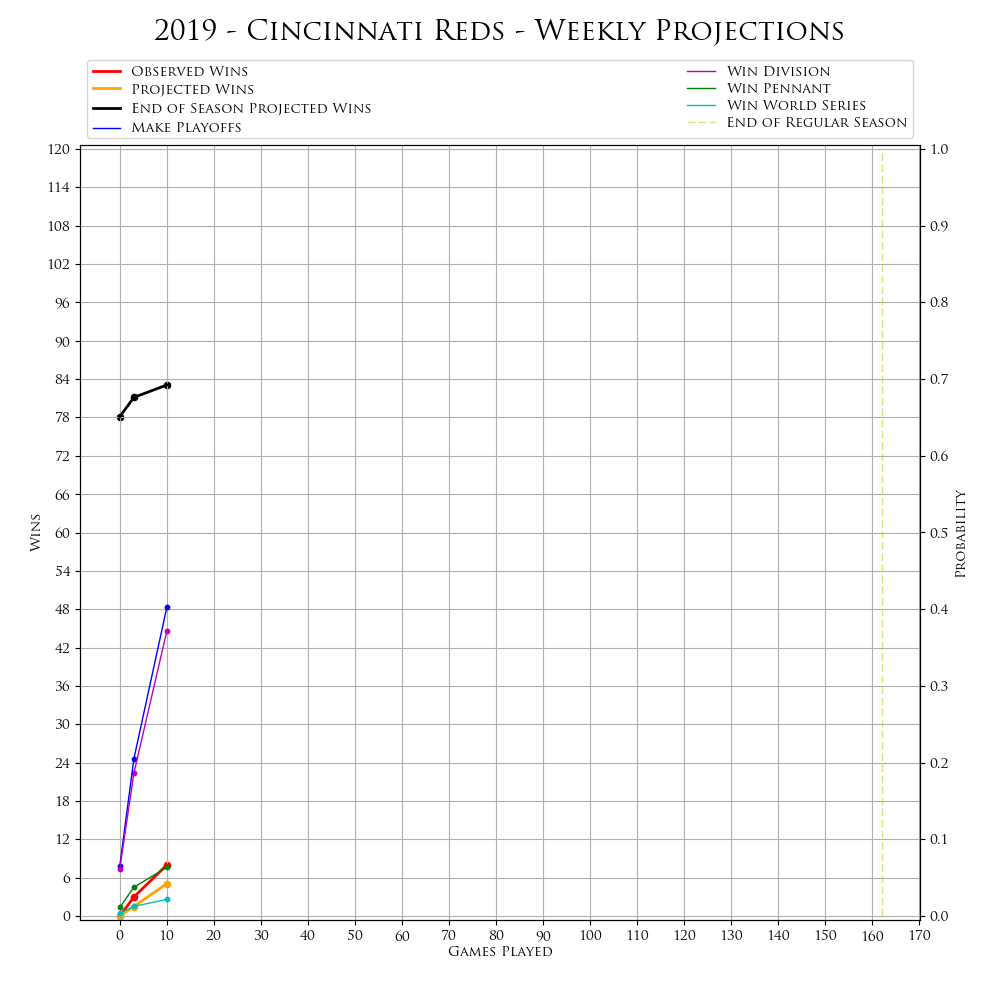 2019 - Cincinnati Reds - Weekly Projections
Observed Wins
Projected Wins
End of Season Projected Wins
Make Playoffs
Win Division
Win Pennant
Win World Series
End of Regular Season
120
114
108
102
96
90
84
78
72
66
60
54
48
42
36
30
24
18
12
6
0
Wins
1.0
0.9
0.8
0.7
0.6
0.5
0.4
0.3
0.2
0.1
0.0
Probability
0 10 20 30 40 50 60 70 80 90 100 110 120 130 140 150 160 170
Games Played